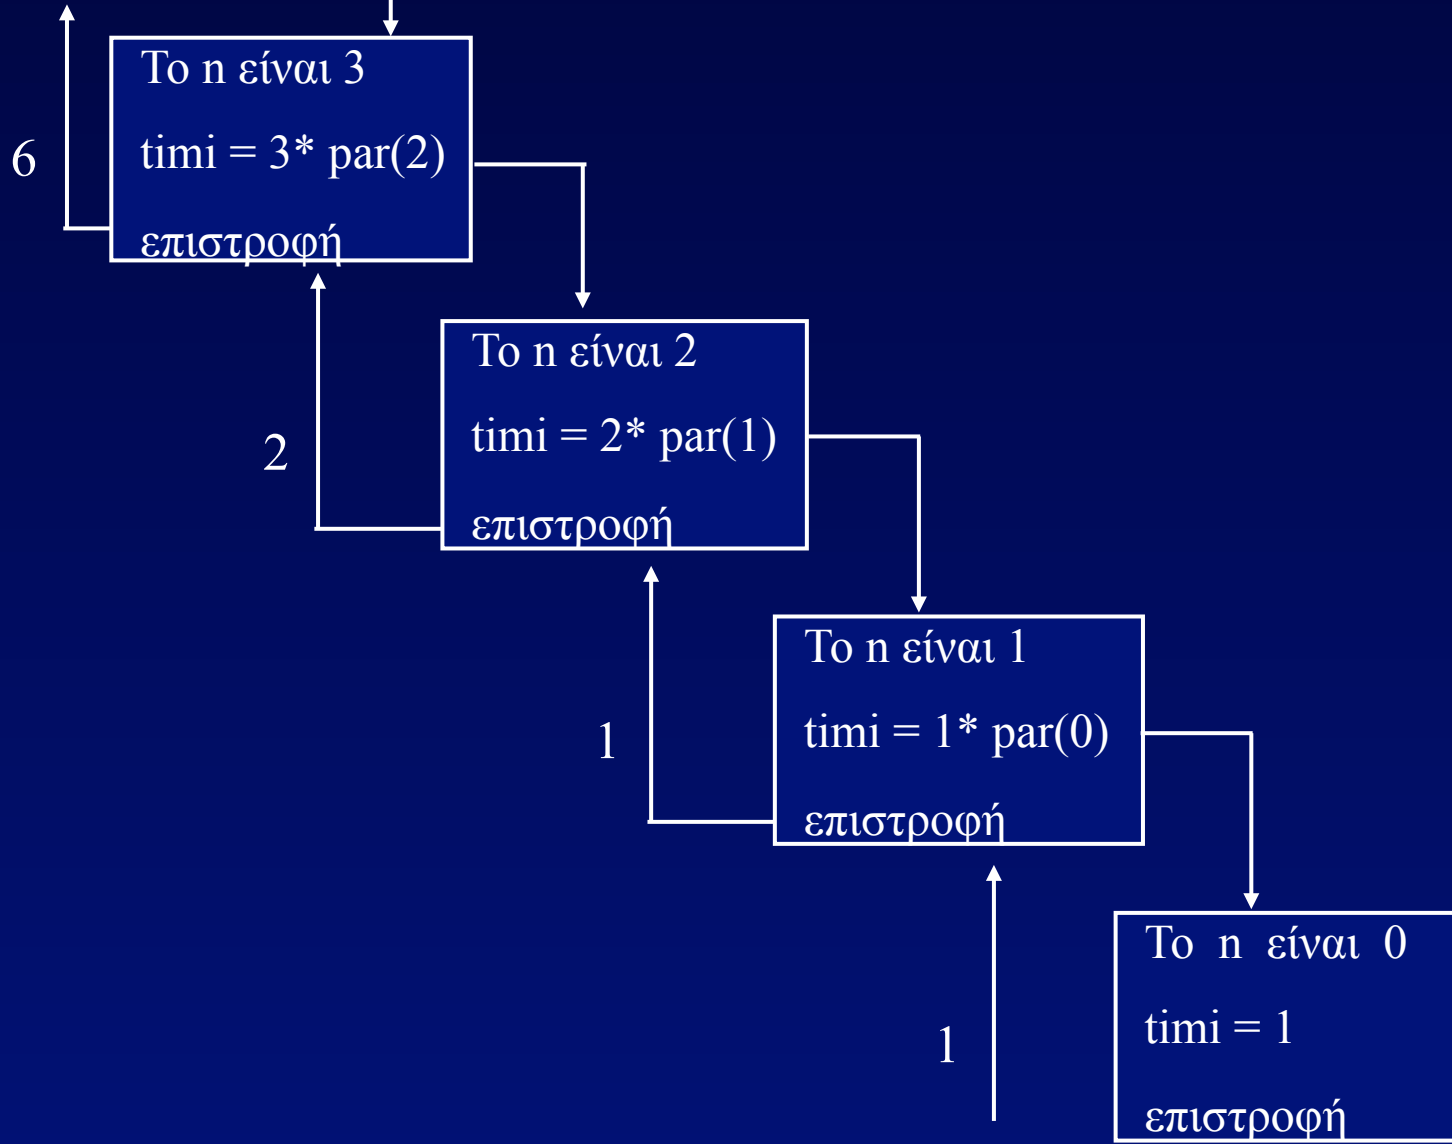 Το n είναι 3
timi = 3* par(2)
επιστροφή
6
Το n είναι 2
timi = 2* par(1)
επιστροφή
2
Το n είναι 1
timi = 1* par(0)
επιστροφή
1
Το n είναι 0
timi = 1
επιστροφή
1